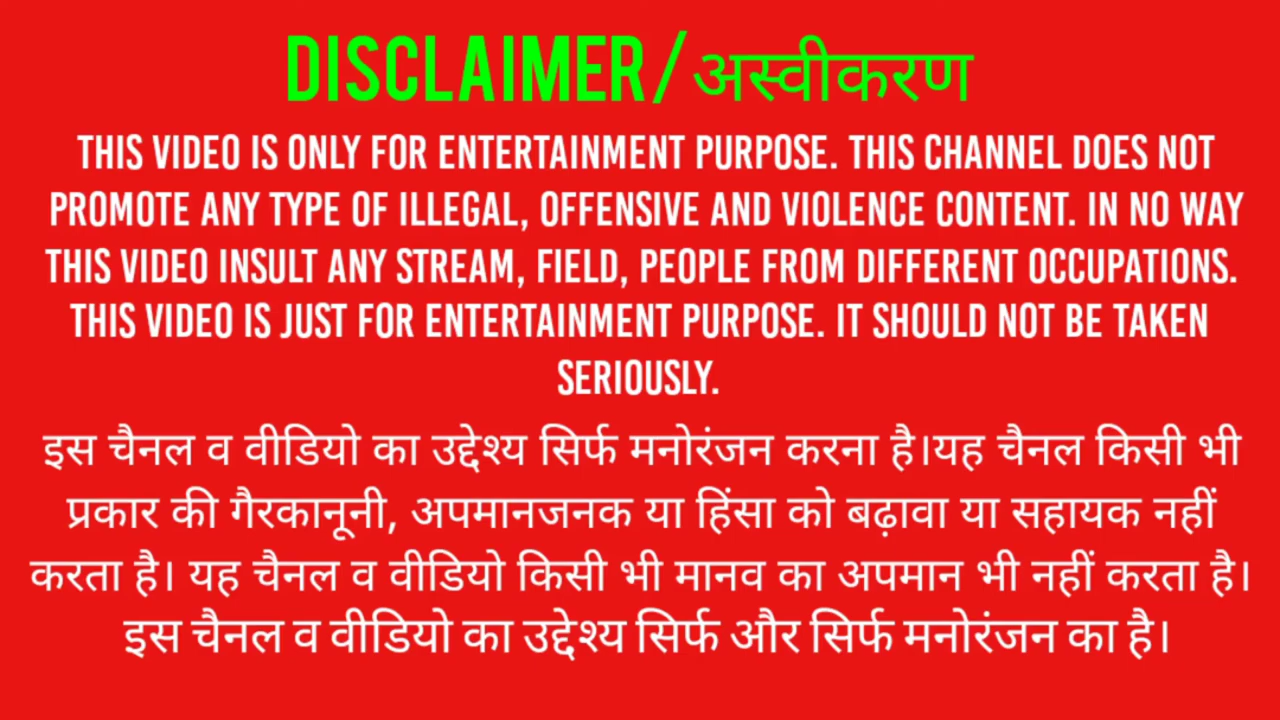 DISCLAIMER/अस्वीकरण
THIS VIDEO IS ONLY FOR ENTERTAINMENT PURPOSE. THIS CHANNEL DOES NOT
PROMOTE ANY TYPE OF ILLEGAL, OFFENSIVE AND VIOLENCE CONTENT. IN NO WAY
THIS VIDEO INSULT ANY STREAM, FIELD, PEOPLE FROM DIFFERENT OCCUPATIONS.
THIS VIDEO IS JUST FOR ENTERTAINMENT PURPOSE. IT SHOULD NOT BE TAKEN
SERIOUSLY.
इस चैनल व वीडियो का उद्देश्य सिर्फ मनोरंजन करना है।यह चैनल किसी भी
प्रकार की गैरकानूनी, अपमानजनक या हिंसा को बढ़ावा या सहायक नहीं
करता है। यह चैनल व वीडियो किसी भी मानव का अपमान भी नहीं करता है।
इस चैनल व वीडियो का उद्देश्य सिर्फ और सिर्फ मनोरंजन का है।